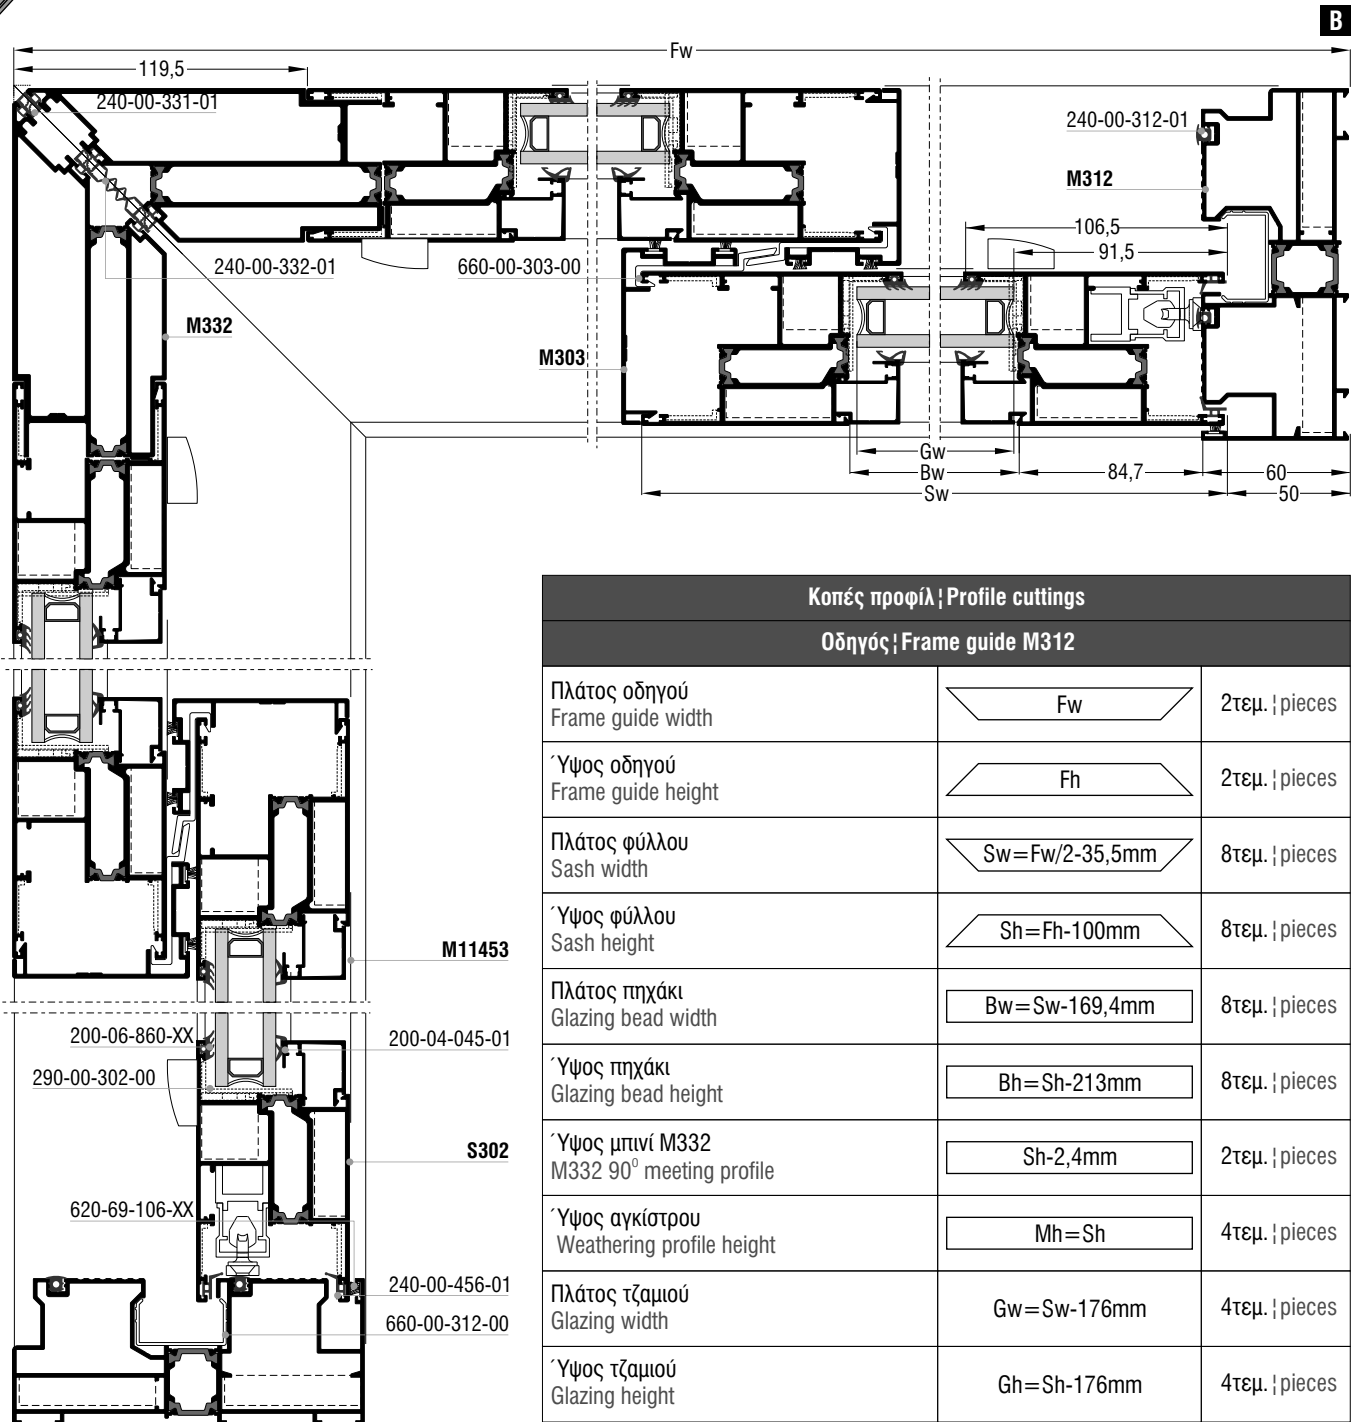 B
Fw
119,5
240-00-331-01
240-00-312-01
M312
106,5
91,5
240-00-332-01
660-00-303-00
M332
M303
Gw
Bw
84,7
60
Sw
50
Κοπές προφίλ¦Profile cuttings
Οδηγός¦Frame guide M312
Πλάτος οδηγού
Frame guide width
Fw
2τεμ.¦pieces
Ύψος οδηγού
Frame guide height
Fh
2τεμ.¦pieces
Πλάτος φύλλου
Sash width
Sw=Fw/2-35,5mm
8τεμ.¦pieces
Ύψος φύλλου
Sash height
Sh=Fh-100mm
8τεμ.¦pieces
Πλάτος πηχάκι
Glazing bead width
Bw=Sw-169,4mm
8τεμ.¦pieces
Ύψος πηχάκι
Glazing bead height
Bh=Sh-213mm
8τεμ.¦pieces
Ύψος μπινί M332
M332 90⁰ meeting profile
Sh-2,4mm
2τεμ.¦pieces
Ύψος αγκίστρου
Weathering profile height
Mh=Sh
4τεμ.¦pieces
Πλάτος τζαμιού
Glazing width
Gw=Sw-176mm
4τεμ.¦pieces
Ύψος τζαμιού
Glazing height
Gh=Sh-176mm
4τεμ.¦pieces
M11453
200-06-860-XX
200-04-045-01
290-00-302-00
S302
620-69-106-XX
240-00-456-01
660-00-312-00